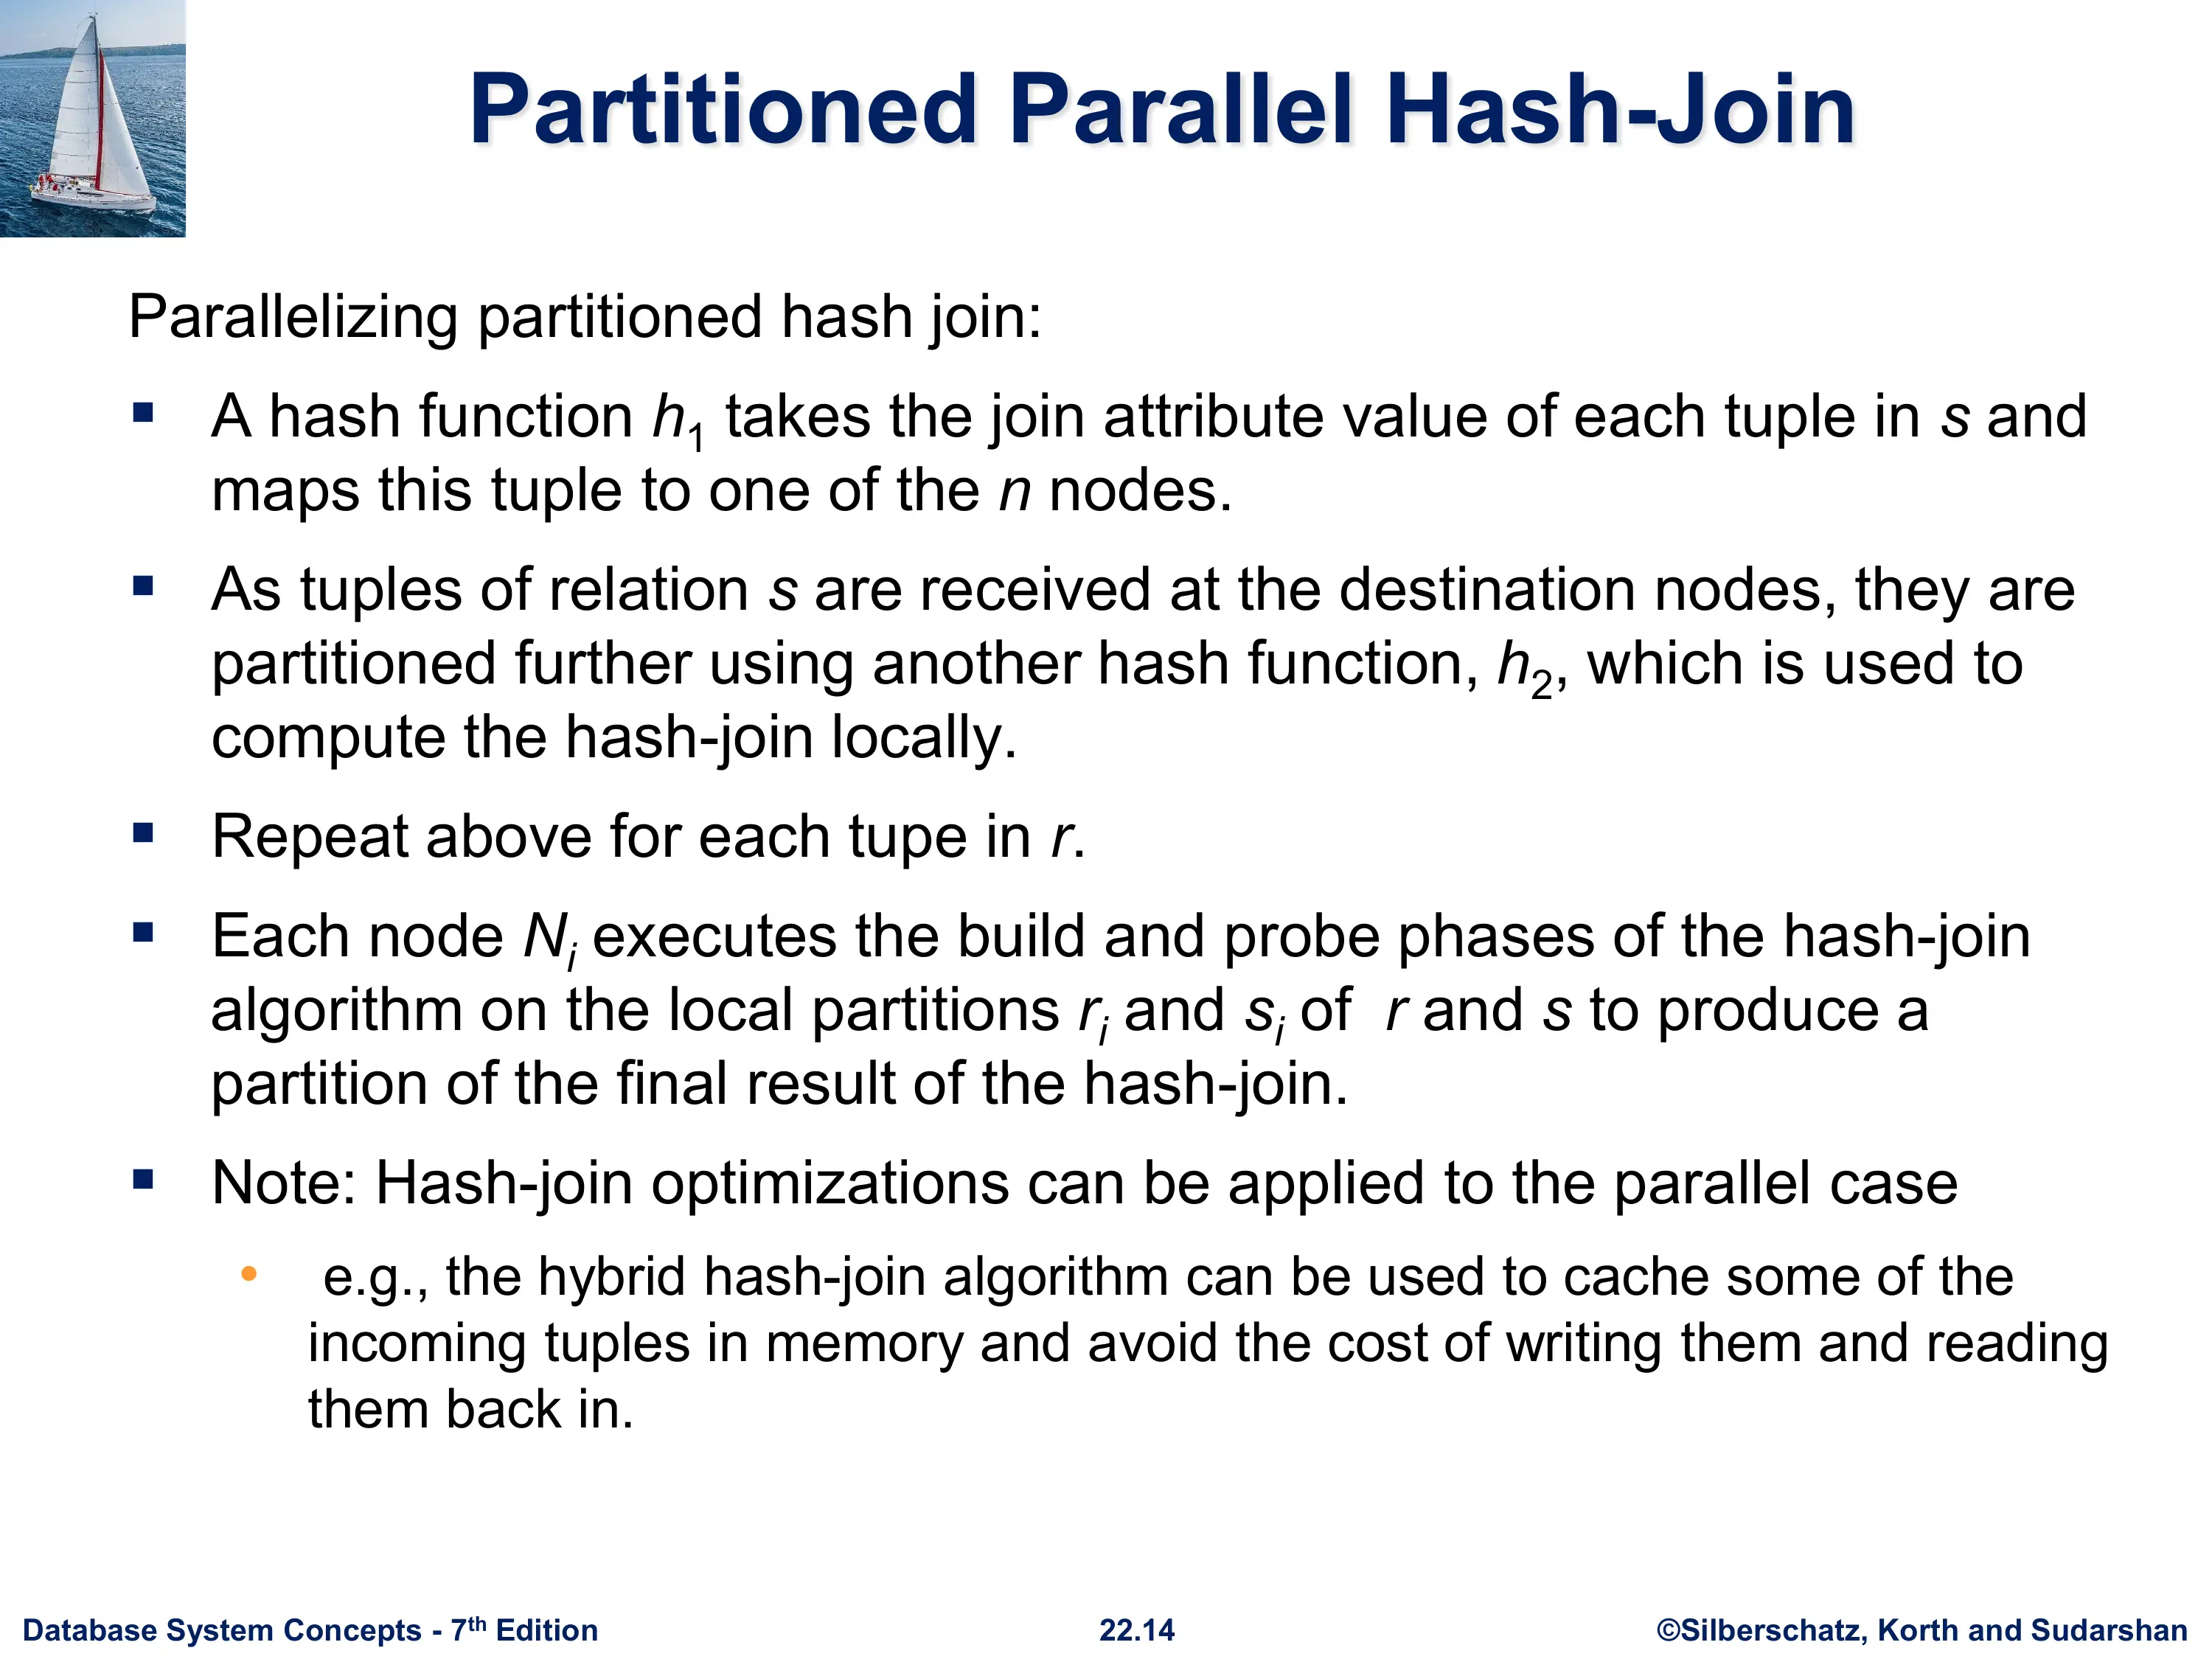 Partitioned Parallel Hash-Join
Parallelizing partitioned hash join:
▪ A hash function h1 takes the join attribute value of each tuple in s and
maps this tuple to one of the n nodes.
▪ As tuples of relation s are received at the destination nodes, they are
partitioned further using another hash function, h2, which is used to
compute the hash-join locally.
▪ Repeat above for each tupe in r.
▪ Each node Ni executes the build and probe phases of the hash-join
algorithm on the local partitions ri and si of r and s to produce a
partition of the final result of the hash-join.
▪ Note: Hash-join optimizations can be applied to the parallel case
• e.g., the hybrid hash-join algorithm can be used to cache some of the
incoming tuples in memory and avoid the cost of writing them and reading
them back in.
Database System Concepts - 7th Edition 22.14 ©Silberschatz, Korth and Sudarshan